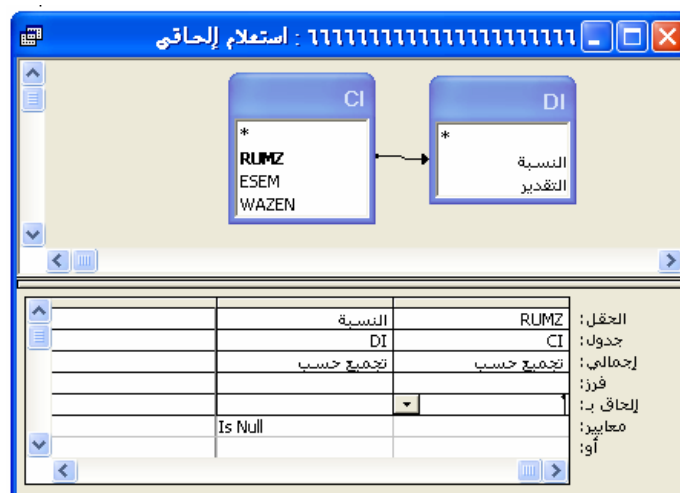 ٦٦٦٦٦٦٦٦٦٦٦٦٦٦٦٦٦٦٦٦٦٦٦ : استعلام إلحاقي
CI
*
RUMZ
ESEM
WAZEN
DI
*
النسبة
التقدير
الحقل: RUMZ النسبة
جدول: CI DI
إجمالي: تجميع حسب تجميع حسب
فرز:
إلحاق بـ:
معايير: Is Null
أو: